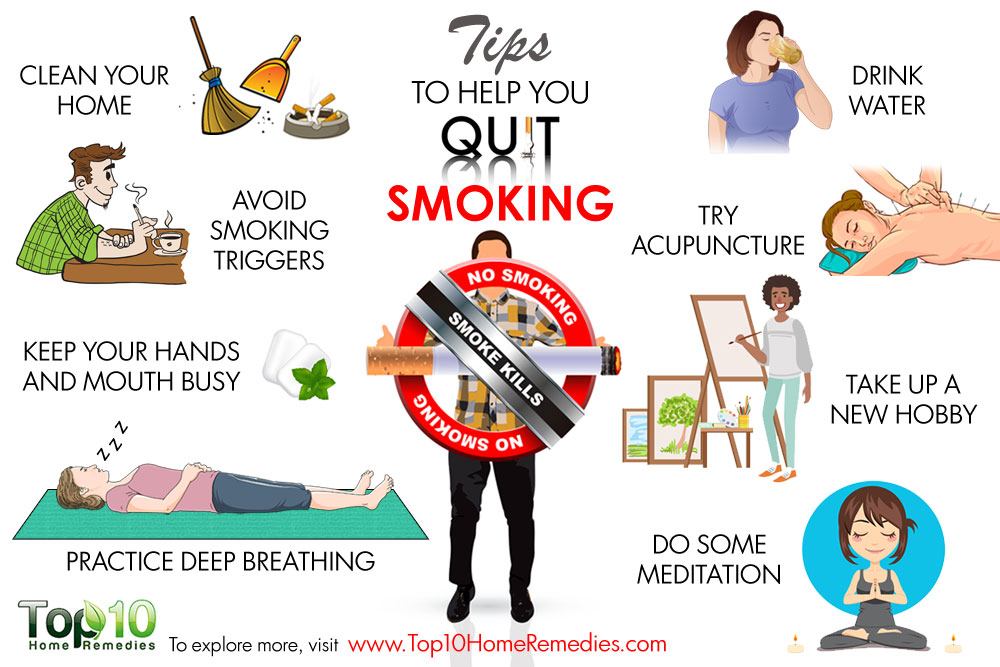 Tips
TO HELP YOU
QUIT
SMOKING
CLEAN YOUR
HOME
AVOID
SMOKING
TRIGGERS
KEEP YOUR HANDS
AND MOUTH BUSY
z z z
PRACTICE DEEP BREATHING
NO SMOKING
SMOKE KILLS
NO SMOKING
DRINK
WATER
TRY
ACUPUNCTURE
TAKE UP A
NEW HOBBY
DO SOME
MEDITATION
Top10
Home Remedies
To explore more, visit www.Top10HomeRemedies.com